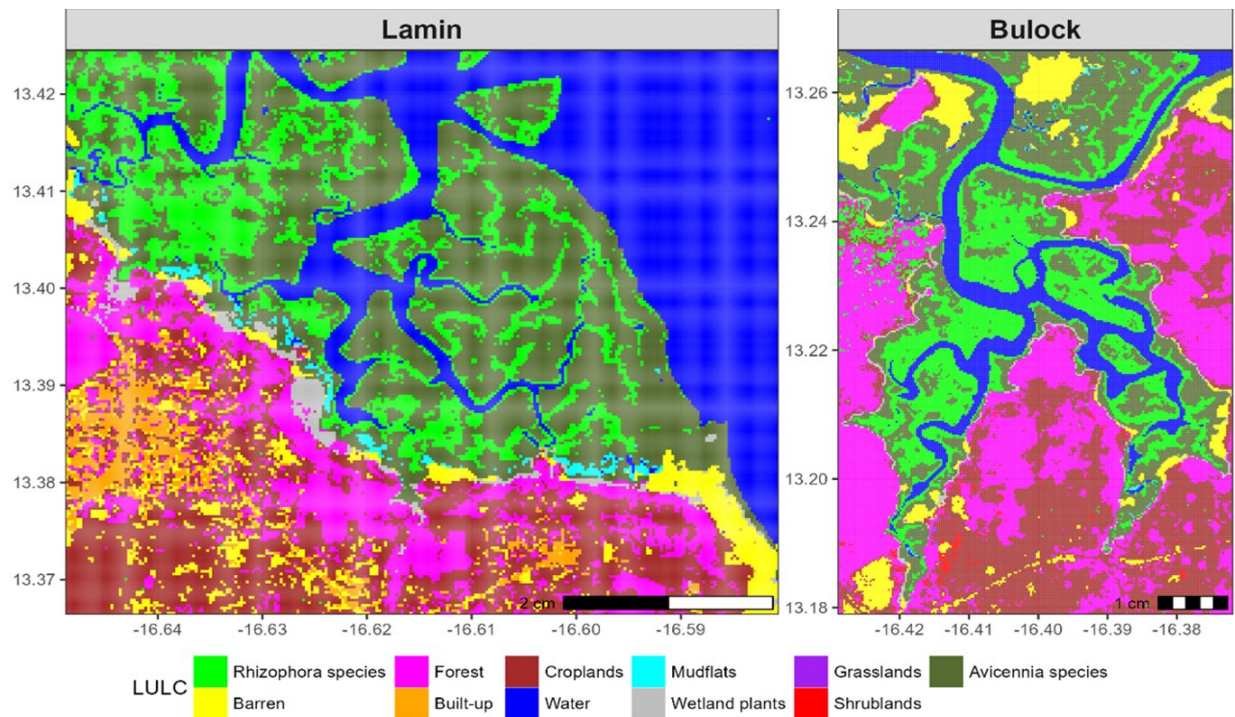 Lamin
Bulock
13.42
13.41
13.40
13.39
13.38
13.37
2 cm
-16.64 -16.63 -16.62 -16.61 -16.60 -16.59
13.26
13.24
13.22
13.20
13.18
1 cm
-16.42 -16.41 -16.40 -16.39 -16.38
LULC
Rhizophora species Forest Croplands Mudflats Grasslands Avicennia species
Barren Built-up Water Wetland plants Shrublands